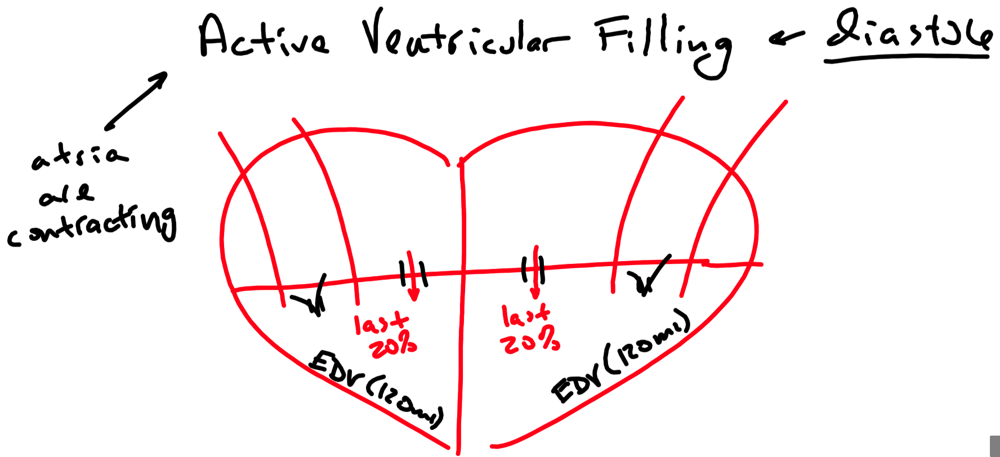 Active Ventricular Filling ← diastole
atria
are
contracting
last
20%
last
20%
EDV (120ml)
EDV (120ml)